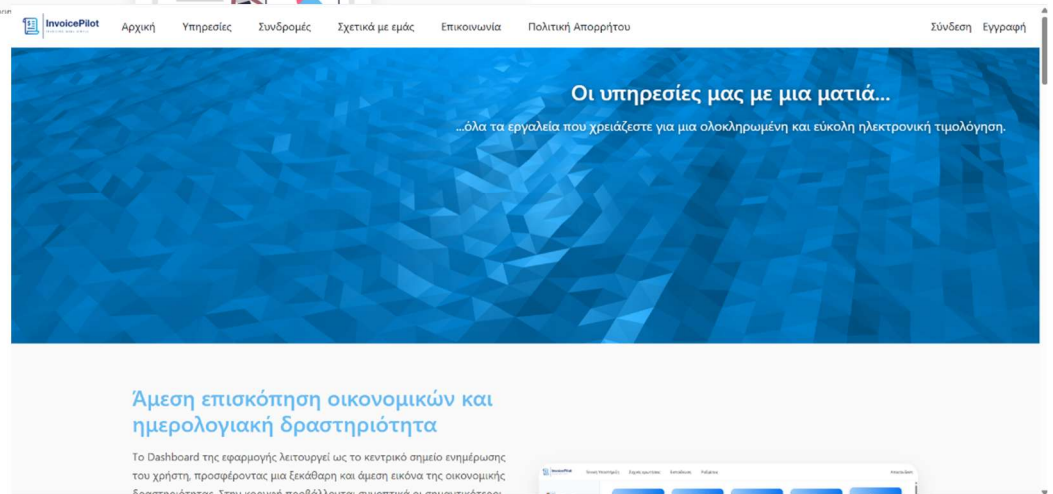 InvoicePilot
Αρχική Υπηρεσίες Συνδρομές Σχετικά με εμάς Επικοινωνία Πολιτική Απορρήτου Σύνδεση Εγγραφή
Οι υπηρεσίες μας με μια ματιά...
...όλα τα εργαλεία που χρειάζεστε για μια ολοκληρωμένη και εύκολη ηλεκτρονική τιμολόγηση.
Άμεση επισκόπηση οικονομικών και
ημερολογιακή δραστηριότητα
Το Dashboard της εφαρμογής λειτουργεί ως το κεντρικό σημείο ενημέρωσης
του χρήστη, προσφέροντας μια ξεκάθαρη και άμεση εικόνα της οικονομικής
InvoicePilot